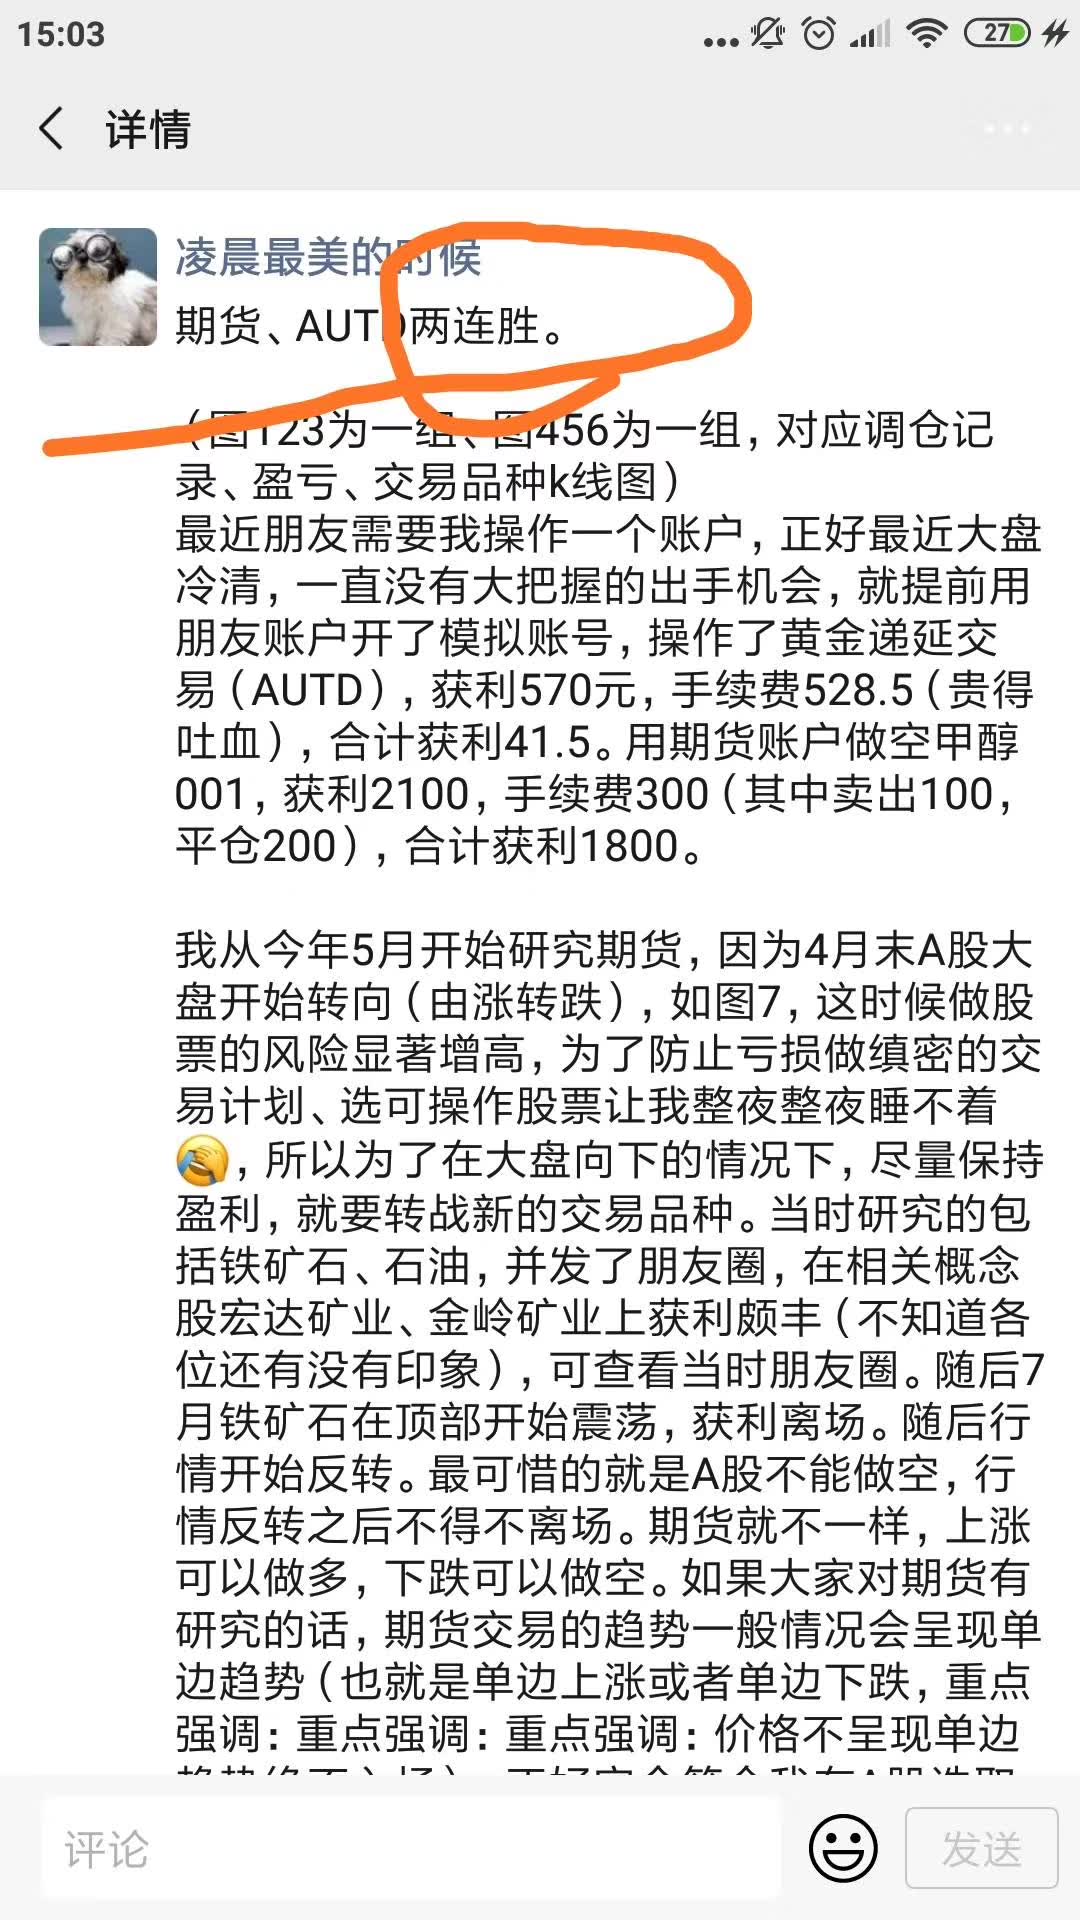 15:03
27
详情
凌晨最美的时候
期货、AUTD两连胜。
（图123为一组、图456为一组，对应调仓记
录、盈亏、交易品种k线图）
最近朋友需要我操作一个账户，正好最近大盘
冷清，一直没有大把握的出手机会，就提前用
朋友账户开了模拟账号，操作了黄金递延交
易（AUTD），获利570元，手续费528.5（贵得
吐血），合计获利41.5。用期货账户做空甲醇
001，获利2100，手续费300（其中卖出100，
平仓200），合计获利1800。
我从今年5月开始研究期货，因为4月末A股大
盘开始转向（由涨转跌），如图7，这时候做股
票的风险显著增高，为了防止亏损做缜密的交
易计划、选可操作股票让我整夜整夜睡不着
🤦，所以为了在大盘向下的情况下，尽量保持
盈利，就要转战新的交易品种。当时研究的包
括铁矿石、石油，并发了朋友圈，在相关概念
股宏达矿业、金岭矿业上获利颇丰（不知道各
位还有没有印象），可查看当时朋友圈。随后7
月铁矿石在顶部开始震荡，获利离场。随后行
情开始反转。最可惜的就是A股不能做空，行
情反转之后不得不离场。期货就不一样，上涨
可以做多，下跌可以做空。如果大家对期货有
研究的话，期货交易的趋势一般情况会呈现单
边趋势（也就是单边上涨或者单边下跌，重点
强调：重点强调：重点强调：价格不呈现单边
评论
发送